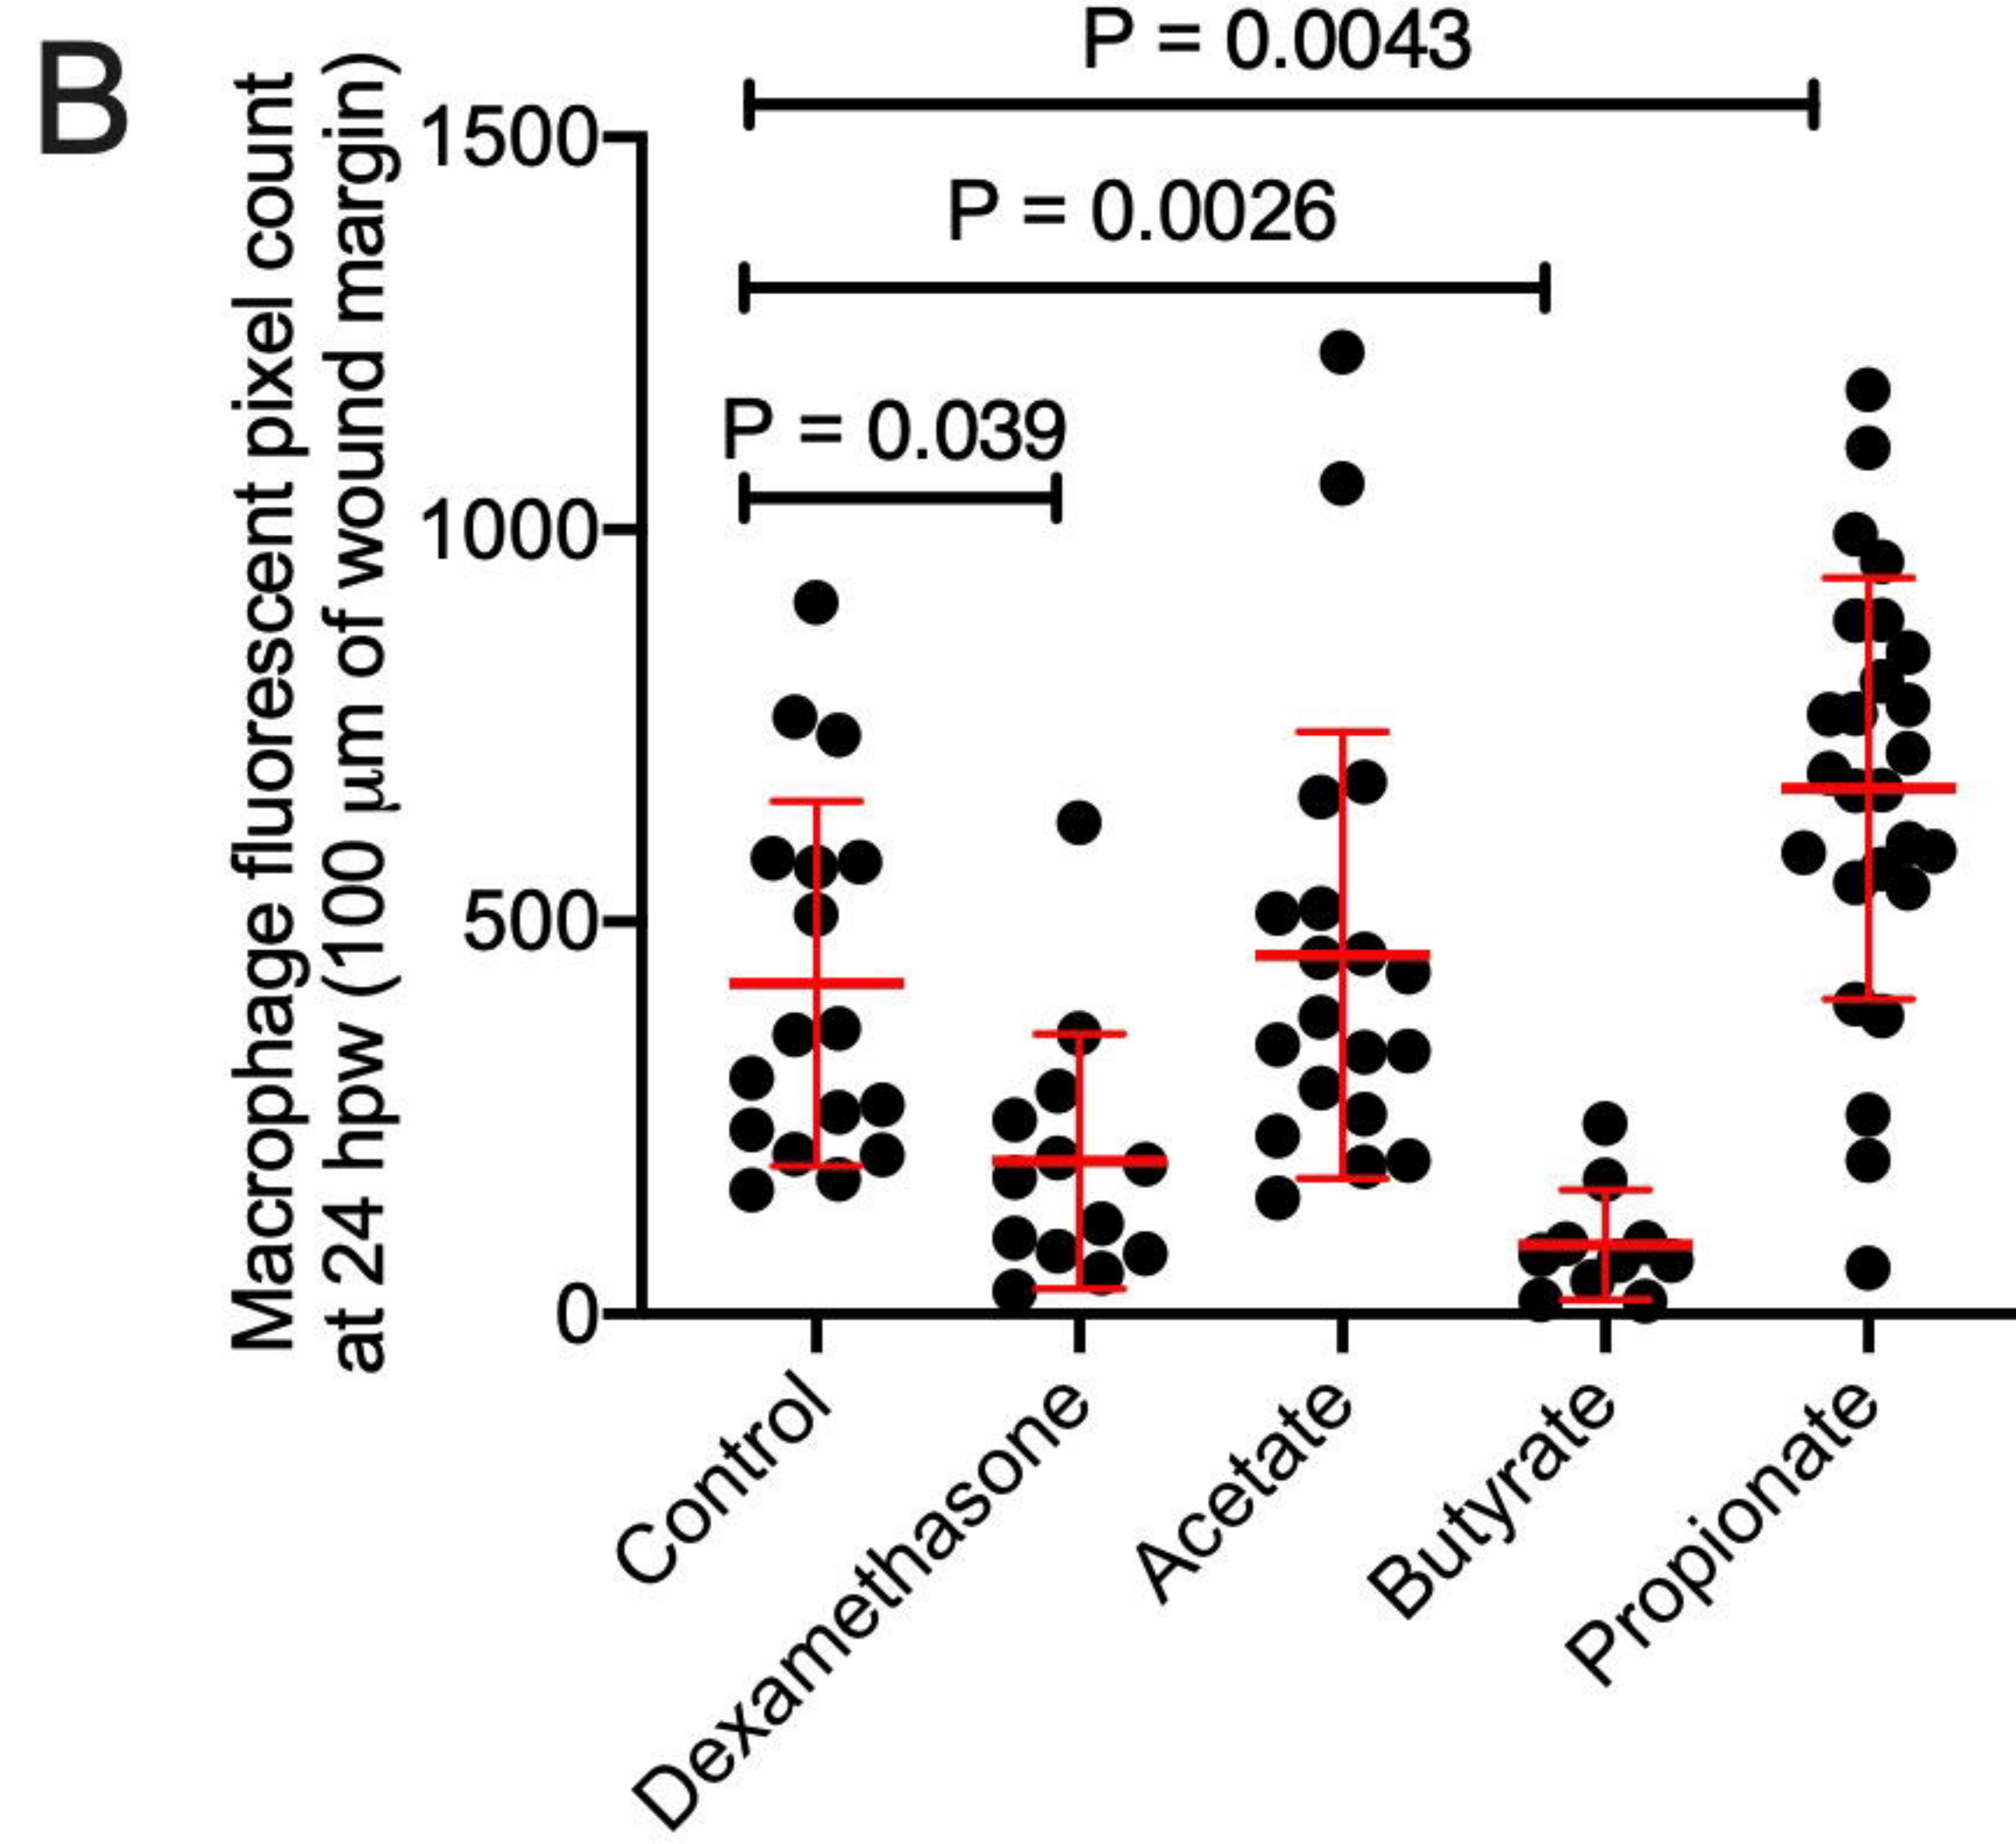 B
Macrophage fluorescent pixel count
at 24 hpw (100 μm of wound margin)
P = 0.0043
1500
P = 0.0026
P = 0.039
1000
500
0
Control
Dexamethasone
Acetate
Butyrate
Propionate